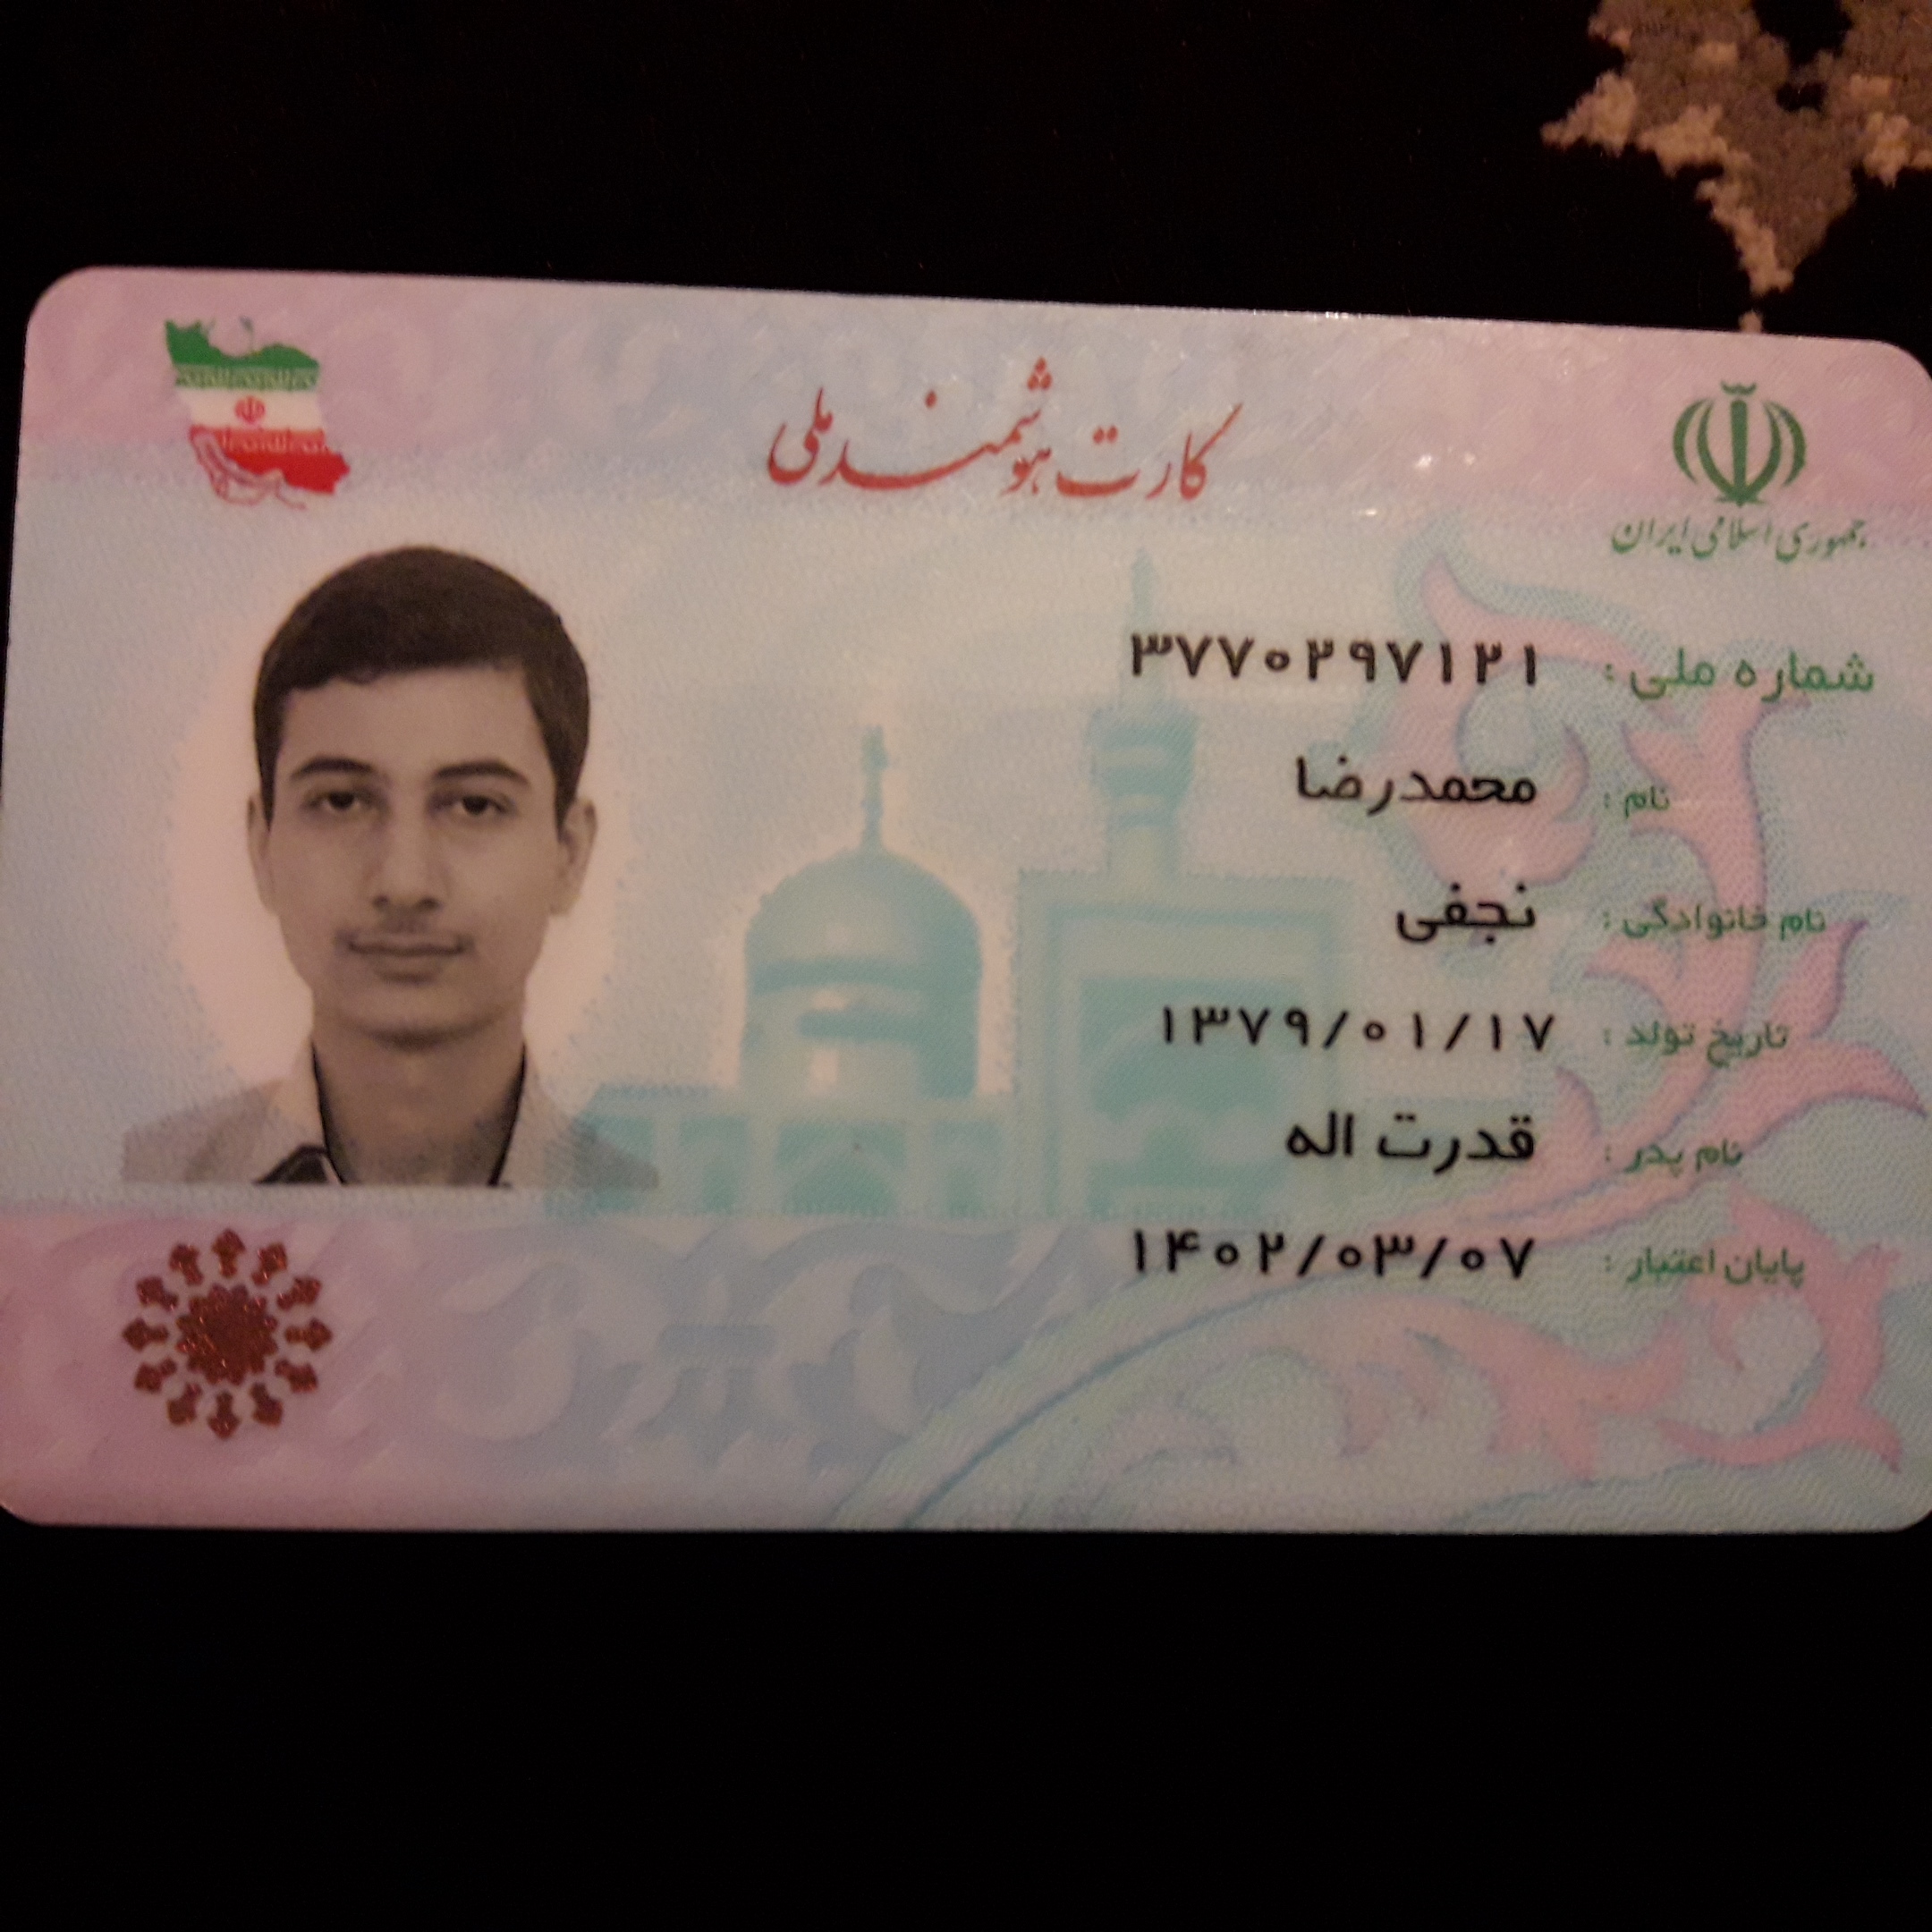 کارت هوشمند ملی
جمهوری اسلامی ایران
شماره ملی : ۳۷۷۰۲۹۷۱۲۱
نام : محمدرضا
نام خانوادگی : نجفی
تاریخ تولد : ۱۳۷۹/۰۱/۱۷
نام پدر : قدرت اله
پایان اعتبار : ۱۴۰۲/۰۳/۰۷